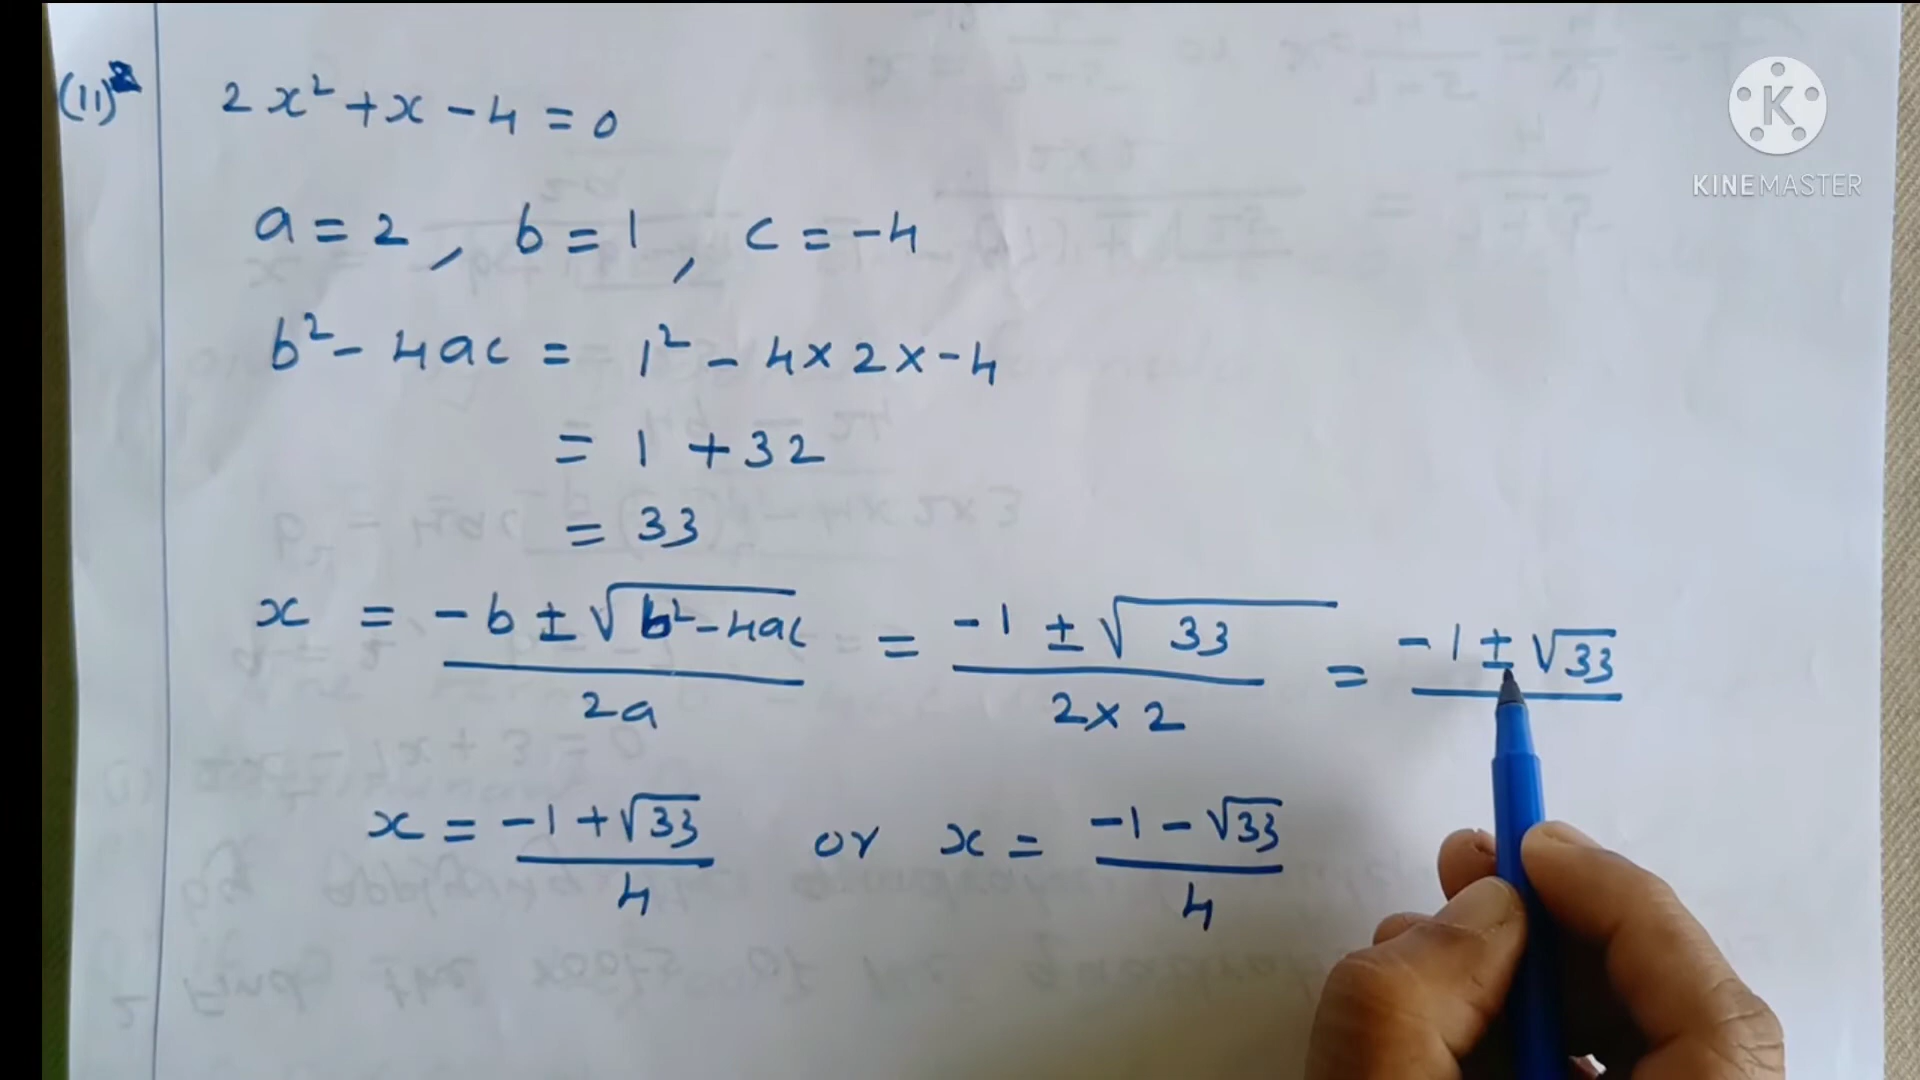 (11) 2x² + x - 4 = 0
KINEMASTER
a = 2, b = 1, c = -4
b² - 4ac = 1² - 4 × 2 × -4
= 1 + 32
= 33
x = (-b ± √(b² - 4ac)) / 2a = (-1 ± √33) / (2 × 2) = (-1 ± √33) /
x = (-1 + √33) / 4 or x = (-1 - √33) / 4